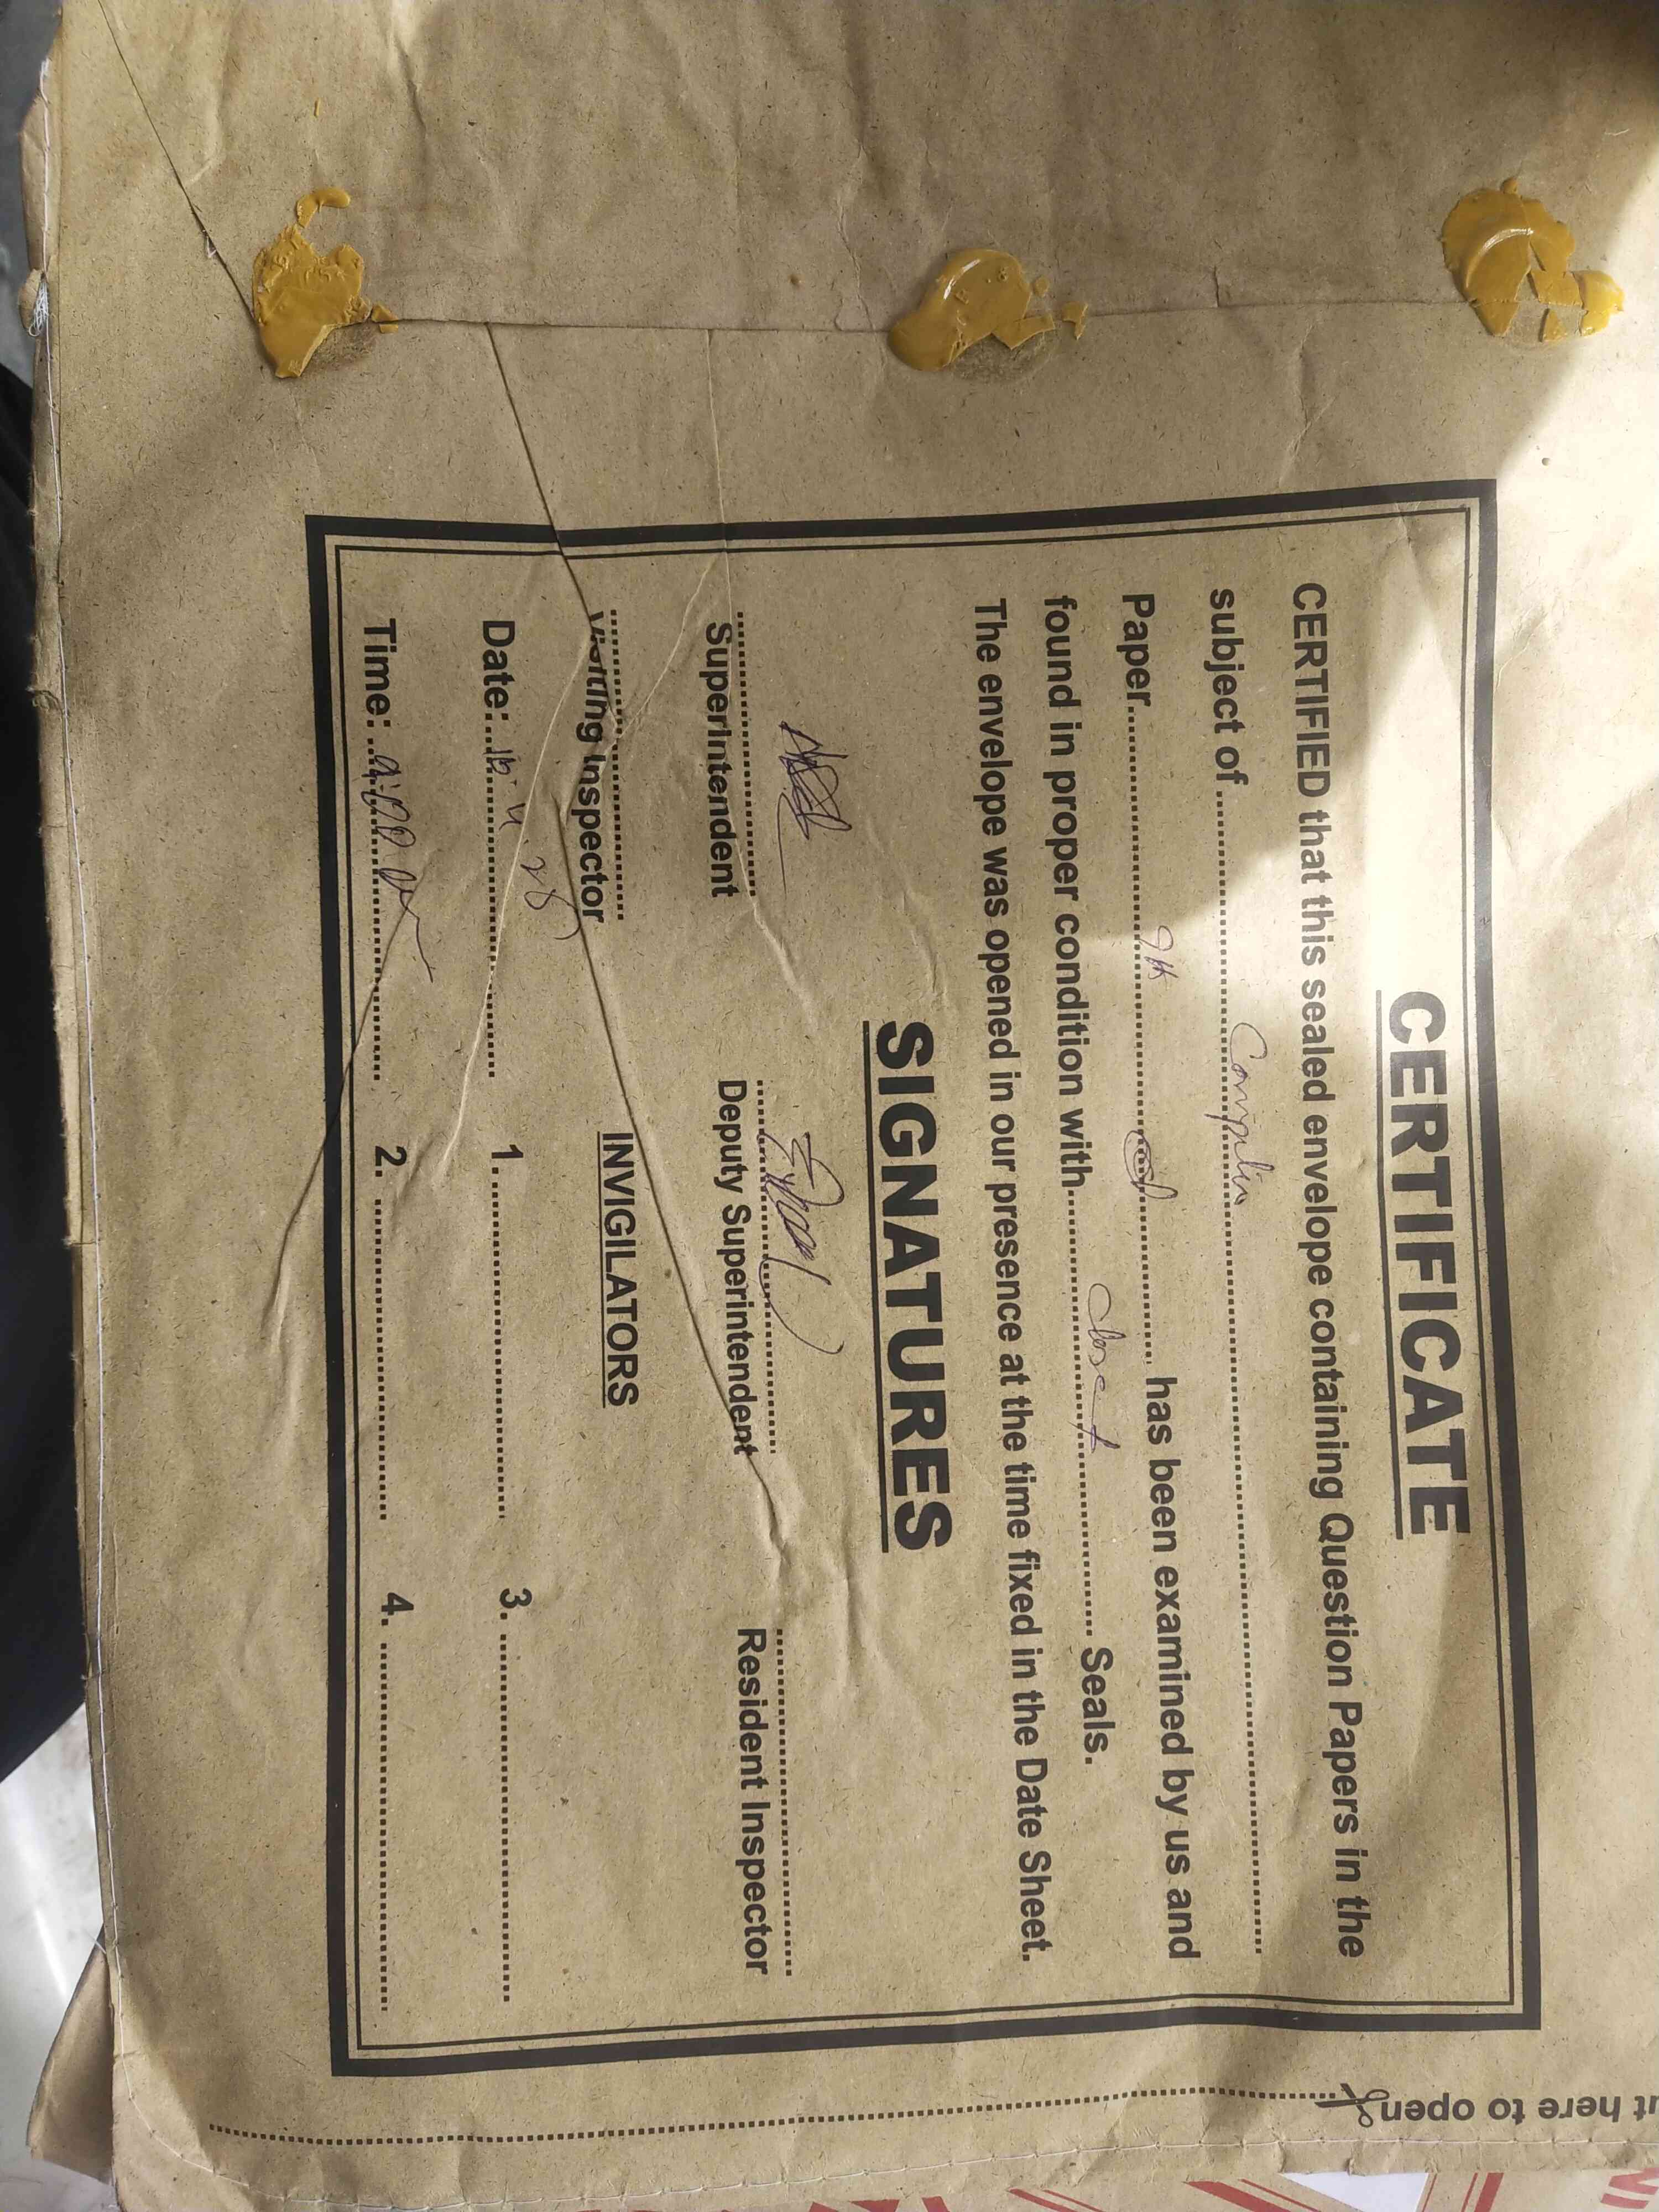 CERTIFICATE
CERTIFIED that this sealed envelope containing Question Papers in the
subject of
Paper 9th has been examined by us and
found in proper condition with Seals.
The envelope was opened in our presence at the time fixed in the Date Sheet.
SIGNATURES
Superintendent Deputy Superintendent Resident Inspector
Visiting Inspector INVIGILATORS
Date: 1. 3.
Time: 2. 4.
here to open